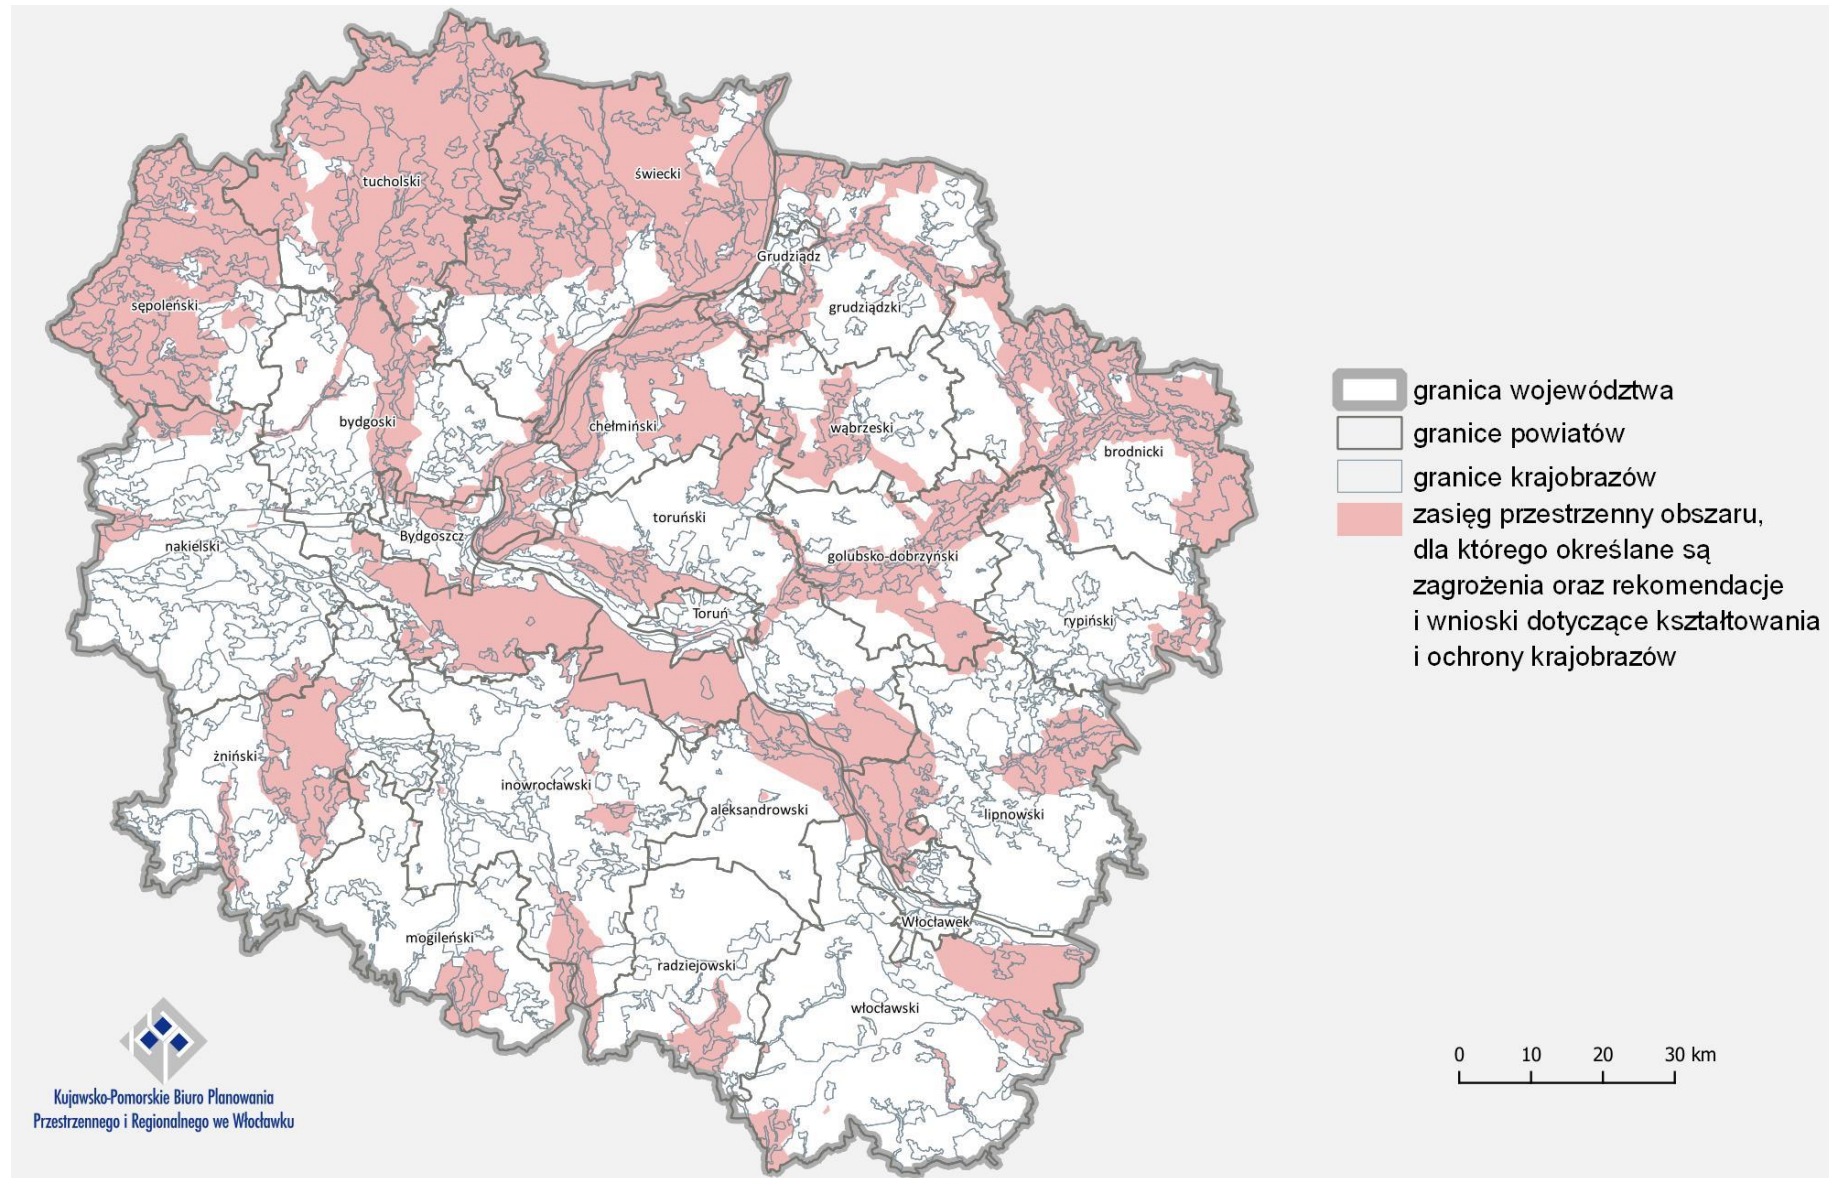 tucholski
świecki
Grudziądz
sępoleński
grudziądzki
bydgoski
chełmiński
wąbrzeski
brodnicki
toruński
Bydgoszcz
nakielski
golubsko-dobrzyński
Toruń
rypiński
żniński
inowrocławski
aleksandrowski
lipnowski
Włocławek
mogileński
radziejowski
włocławski
granica województwa
granice powiatów
granice krajobrazów
zasięg przestrzenny obszaru,
dla którego określane są
zagrożenia oraz rekomendacje
i wnioski dotyczące kształtowania
i ochrony krajobrazów
0 10 20 30 km
Kujawsko-Pomorskie Biuro Planowania
Przestrzennego i Regionalnego we Włocławku